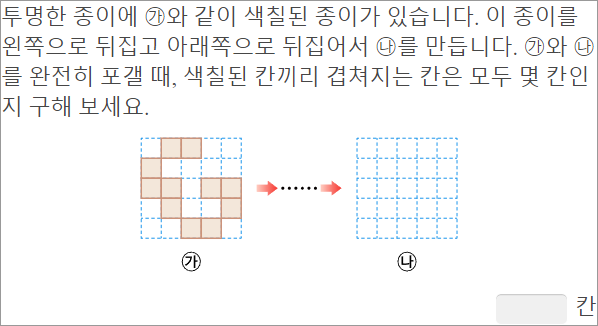 투명한 종이에 ㉮와 같이 색칠된 종이가 있습니다. 이 종이를
왼쪽으로 뒤집고 아래쪽으로 뒤집어서 ㉯를 만듭니다. ㉮와 ㉯
를 완전히 포갤 때, 색칠된 칸끼리 겹쳐지는 칸은 모두 몇 칸인
지 구해 보세요.
㉮ ㉯
칸